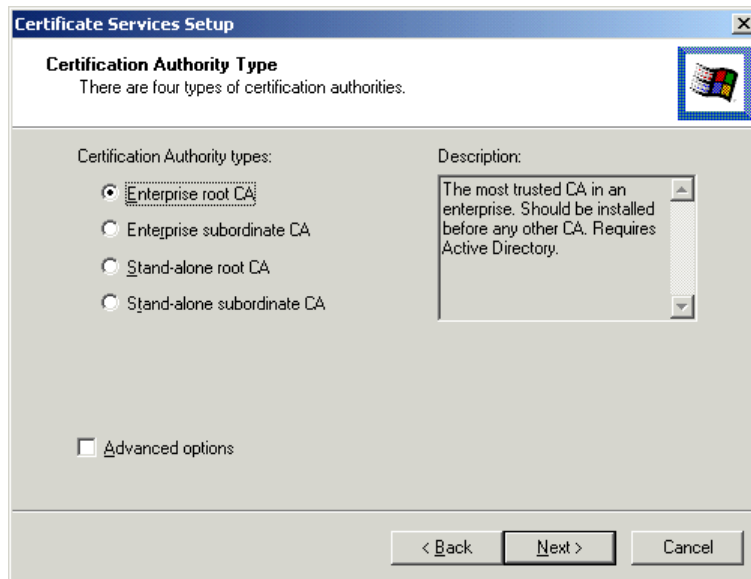 Certificate Services Setup
Certification Authority Type
There are four types of certification authorities.
Certification Authority types:
Enterprise root CA
Enterprise subordinate CA
Stand-alone root CA
Stand-alone subordinate CA
Description:
The most trusted CA in an
enterprise. Should be installed
before any other CA. Requires
Active Directory.
Advanced options
< Back
Next >
Cancel